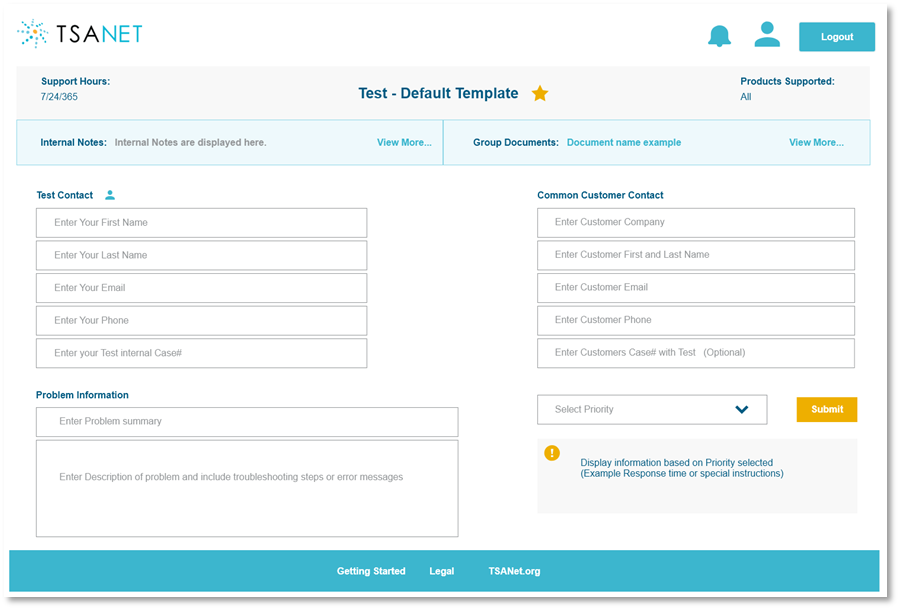 TSANET
Logout
Support Hours:
7/24/365
Test - Default Template
Products Supported:
All
Internal Notes: Internal Notes are displayed here. View More...
Group Documents: Document name example View More...
Test Contact
Enter Your First Name
Enter Your Last Name
Enter Your Email
Enter Your Phone
Enter your Test internal Case#
Common Customer Contact
Enter Customer Company
Enter Customer First and Last Name
Enter Customer Email
Enter Customer Phone
Enter Customers Case# with Test (Optional)
Problem Information
Enter Problem summary
Enter Description of problem and include troubleshooting steps or error messages
Select Priority
Submit
!
Display information based on Priority selected
(Example Response time or special instructions)
Getting Started Legal TSANet.org